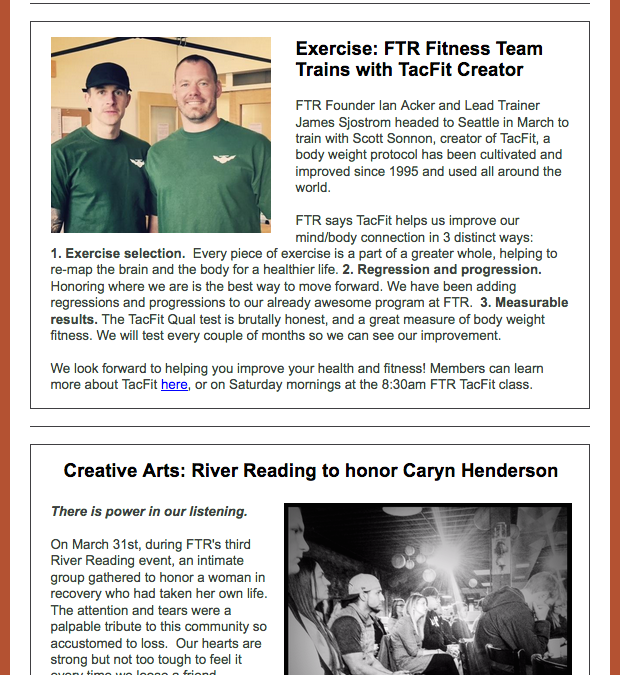 Exercise: FTR Fitness Team
Trains with TacFit Creator
FTR Founder Ian Acker and Lead Trainer
James Sjostrom headed to Seattle in March to
train with Scott Sonnon, creator of TacFit, a
body weight protocol has been cultivated and
improved since 1995 and used all around the
world.
FTR says TacFit helps us improve our
mind/body connection in 3 distinct ways:
1. Exercise selection.  Every piece of exercise is a part of a greater whole, helping to
re-map the brain and the body for a healthier life. 2. Regression and progression.
Honoring where we are is the best way to move forward. We have been adding
regressions and progressions to our already awesome program at FTR.  3. Measurable
results. The TacFit Qual test is brutally honest, and a great measure of body weight
fitness. We will test every couple of months so we can see our improvement.
We look forward to helping you improve your health and fitness! Members can learn
more about TacFit here, or on Saturday mornings at the 8:30am FTR TacFit class.
Creative Arts: River Reading to honor Caryn Henderson
There is power in our listening.
On March 31st, during FTR's third
River Reading event, an intimate
group gathered to honor a woman in
recovery who had taken her own life.
The attention and tears were a
palpable tribute to this community so
accustomed to loss.  Our hearts are
strong but not too tough to feel it
every time we loose a friend